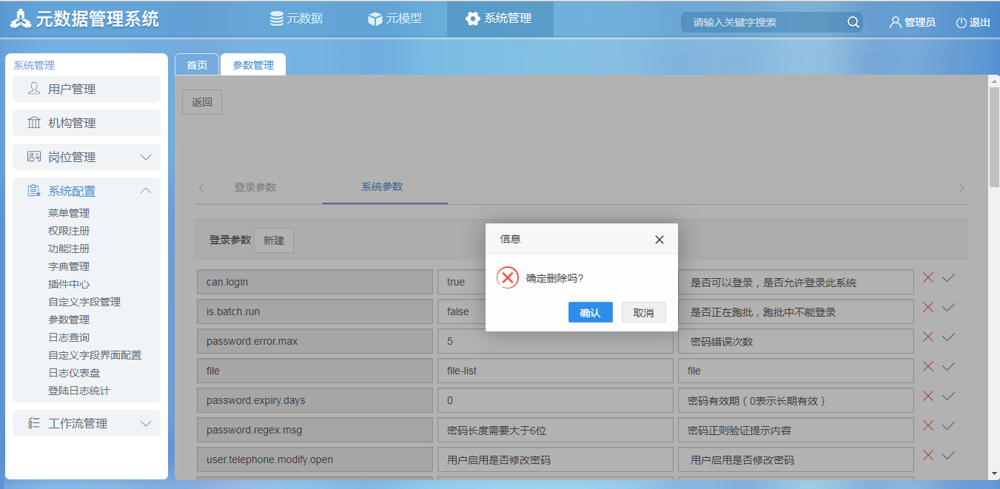 元数据管理系统
元数据
元模型
系统管理
请输入关键字搜索
管理员
退出
系统管理
首页
参数管理
用户管理
机构管理
岗位管理
系统配置
菜单管理
权限注册
功能注册
字典管理
插件中心
自定义字段管理
参数管理
日志查询
自定义字段界面配置
日志仪表盘
登陆日志统计
工作流管理
返回
登录参数
系统参数
登录参数
新建
信息
确定删除吗?
确认
取消
can.login
true
是否可以登录，是否允许登录此系统
is.batch.run
false
是否正在跑批，跑批中不能登录
password.error.max
5
密码错误次数
file
file-list
file
password.expiry.days
0
密码有效期（0表示长期有效）
password.regex.msg
密码长度需要大于6位
密码正则验证提示内容
user.telephone.modify.open
用户启用是否修改密码
用户启用是否修改密码